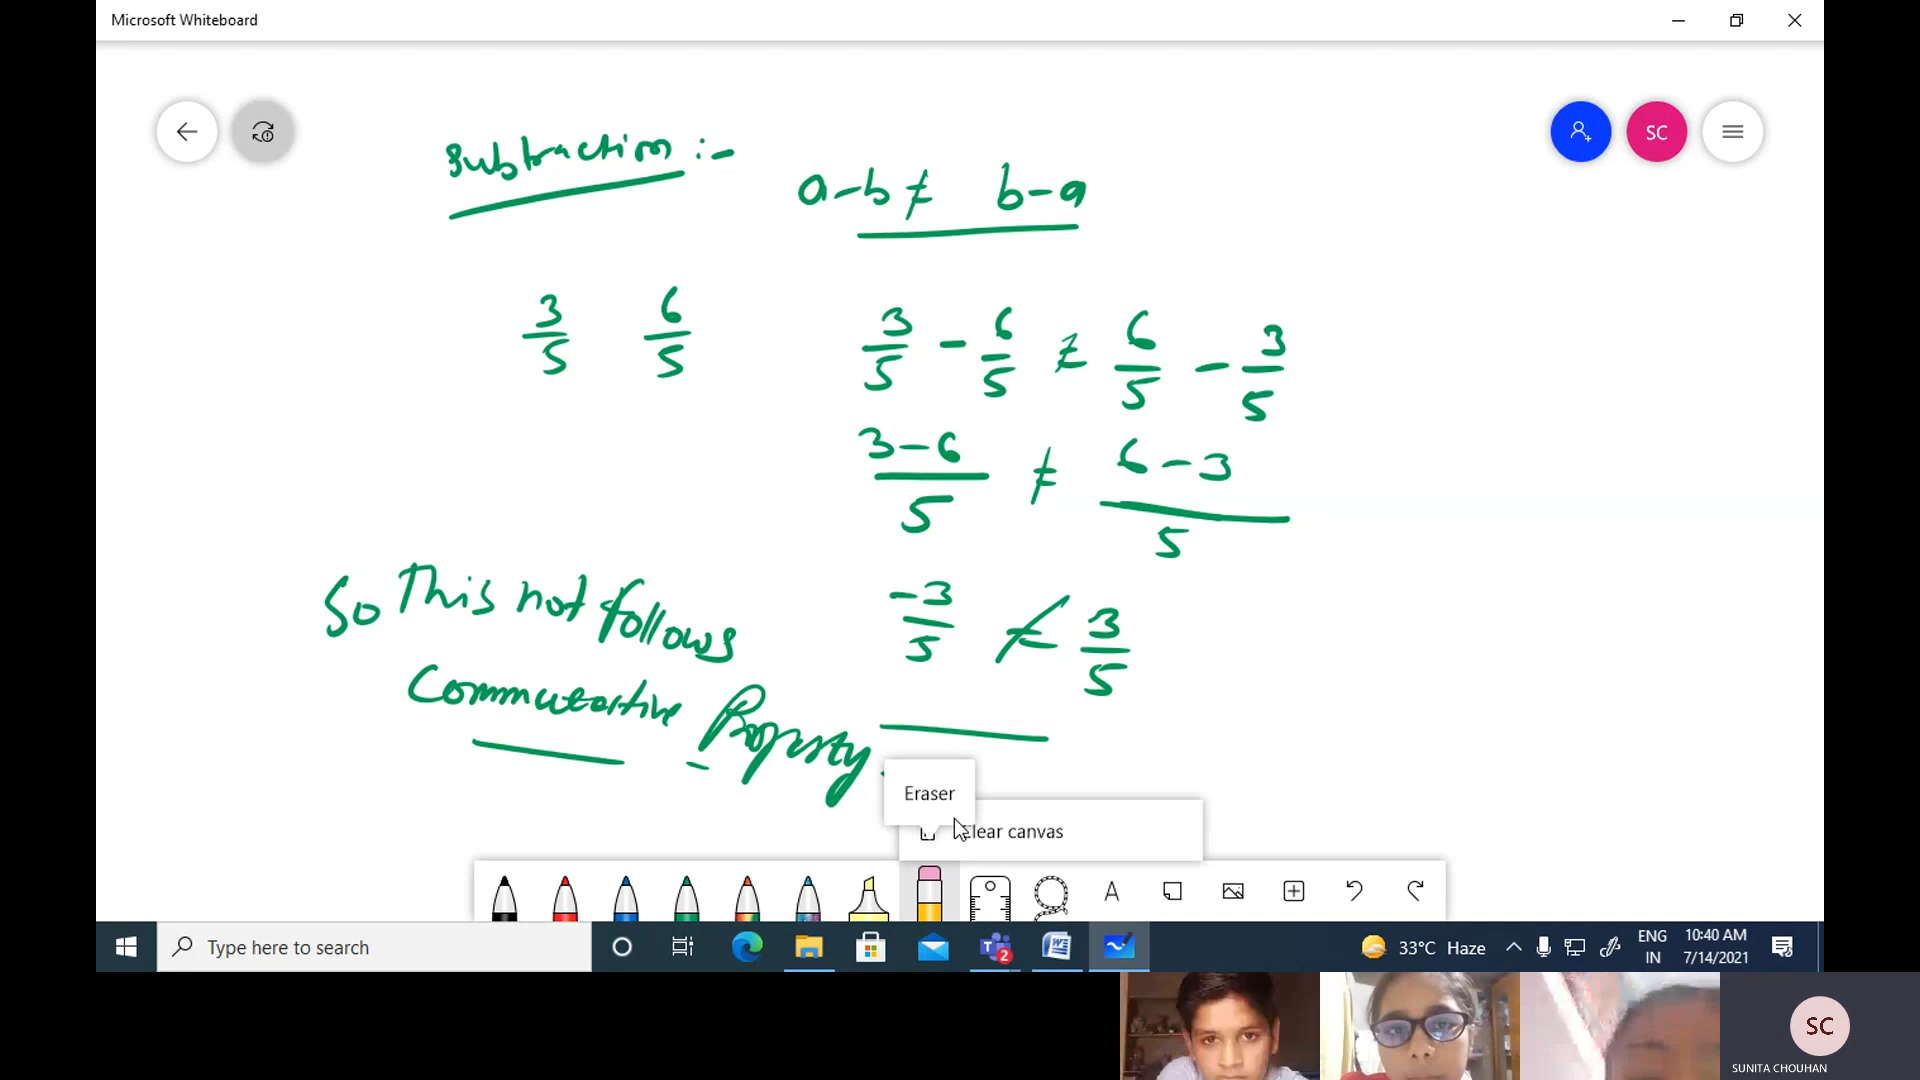 Microsoft Whiteboard
SC
Subtraction :-
a-b ≠ b-a
3/5 6/5
3/5 - 6/5 ≠ 6/5 - 3/5
3-6/5 ≠ 6-3/5
-3/5 ≠ 3/5
So This not follows
Commutative Property.
Eraser
Clear canvas
A
Type here to search
2
33°C Haze
ENG
IN
10:40 AM
7/14/2021
SC
SUNITA CHOUHAN